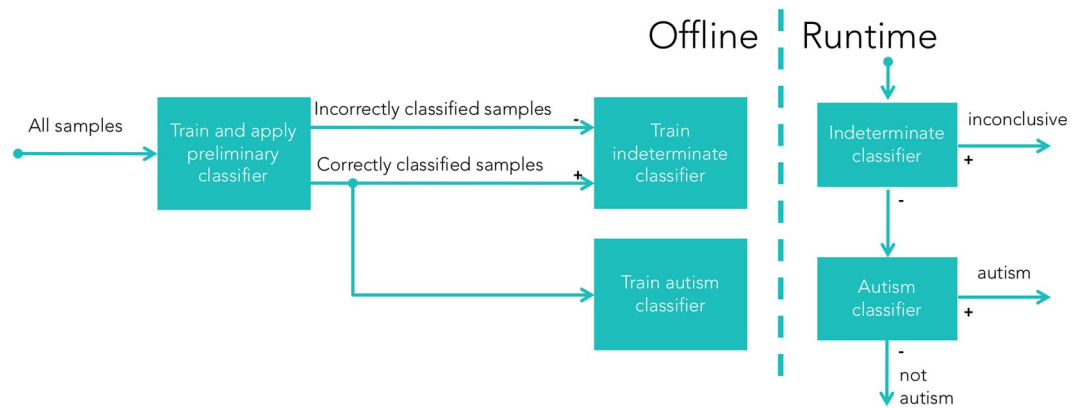 Offline
Runtime
All samples
Train and apply
preliminary
classifier
Incorrectly classified samples
-
Correctly classified samples
+
Train
indeterminate
classifier
Train autism
classifier
Indeterminate
classifier
inconclusive
+
-
Autism
classifier
autism
+
-
not
autism